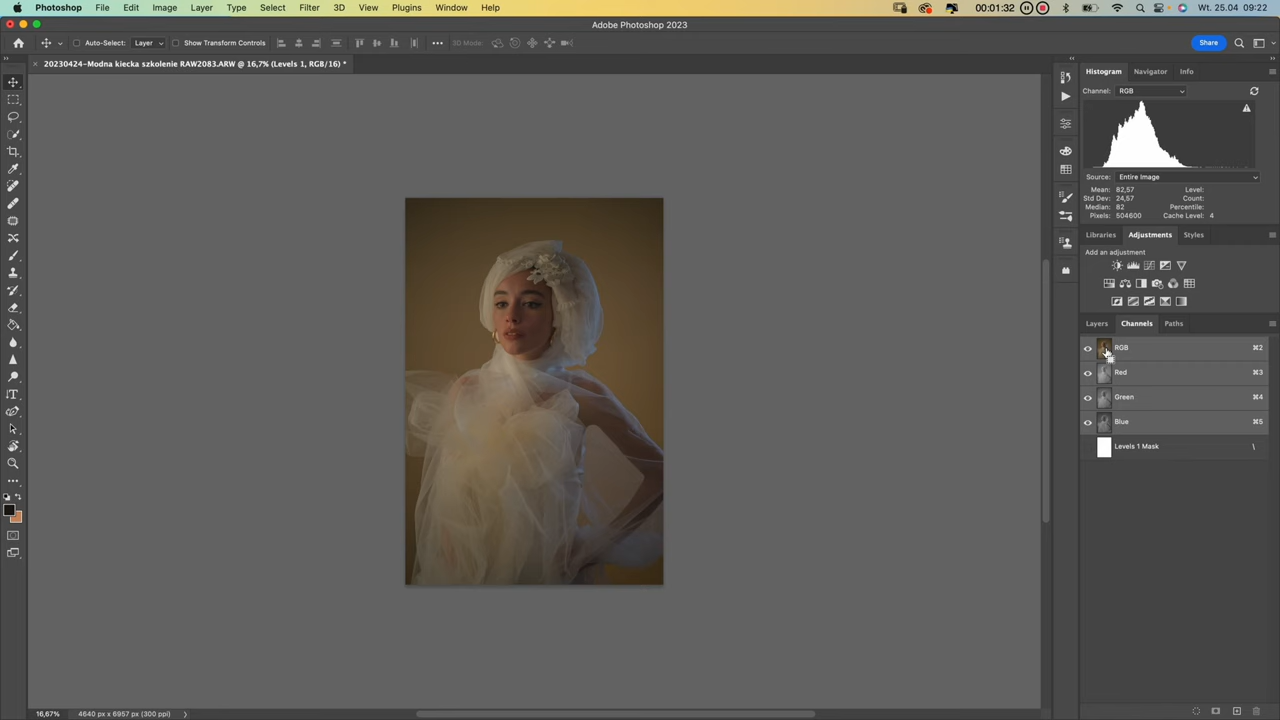 Photoshop File Edit Image Layer Type Select Filter 3D View Plugins Window Help 00:01:32 Wt. 25.04 09:22
Adobe Photoshop 2023
Auto-Select: Layer Show Transform Controls 3D Mode Share
20230424-Modna kiecka szkolenie RAW2083.ARW @ 16,7% (Levels 1, RGB/16) *
Histogram Navigator Info
Channel: RGB
Source: Entire Image
Mean: 82,57 Level:
Std Dev: 24,57 Count:
Median: 82 Percentile:
Pixels: 504600 Cache Level: 4
Libraries Adjustments Styles
Add an adjustment
Layers Channels Paths
RGB ⌘2
Red ⌘3
Green ⌘4
Blue ⌘5
Levels 1 Mask \
16,67% 4640 px x 6957 px (300 ppi)